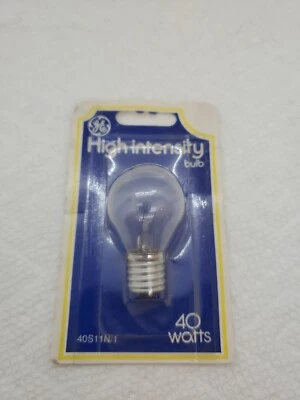 GE
High intensity
bulb
40
watts
40S11N/1